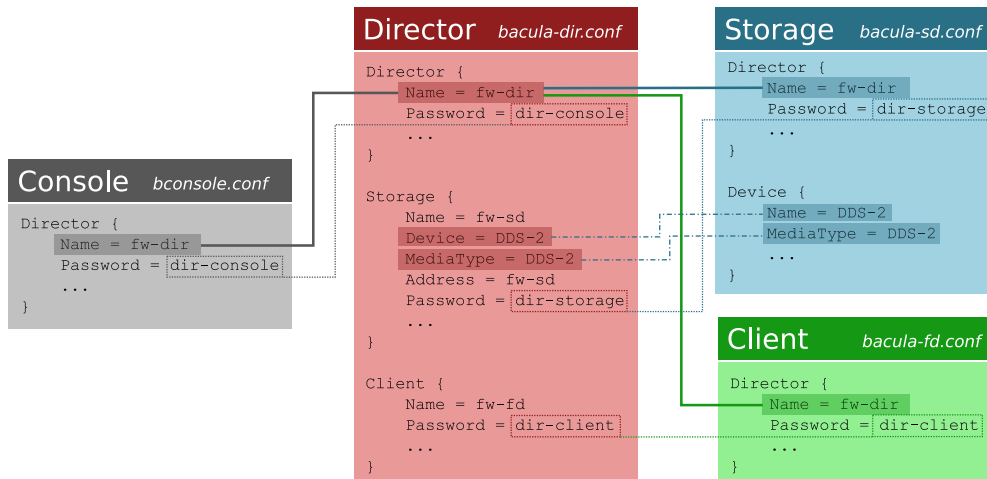 Console bconsole.conf
Director {
Name = fw-dir
Password = dir-console
...
}
Director bacula-dir.conf
Director {
Name = fw-dir
Password = dir-console
...
}
Storage {
Name = fw-sd
Device = DDS-2
MediaType = DDS-2
Address = fw-sd
Password = dir-storage
...
}
Client {
Name = fw-fd
Password = dir-client
...
}
Storage bacula-sd.conf
Director {
Name = fw-dir
Password = dir-storage
...
}
Device {
Name = DDS-2
MediaType = DDS-2
...
}
Client bacula-fd.conf
Director {
Name = fw-dir
Password = dir-client
...
}